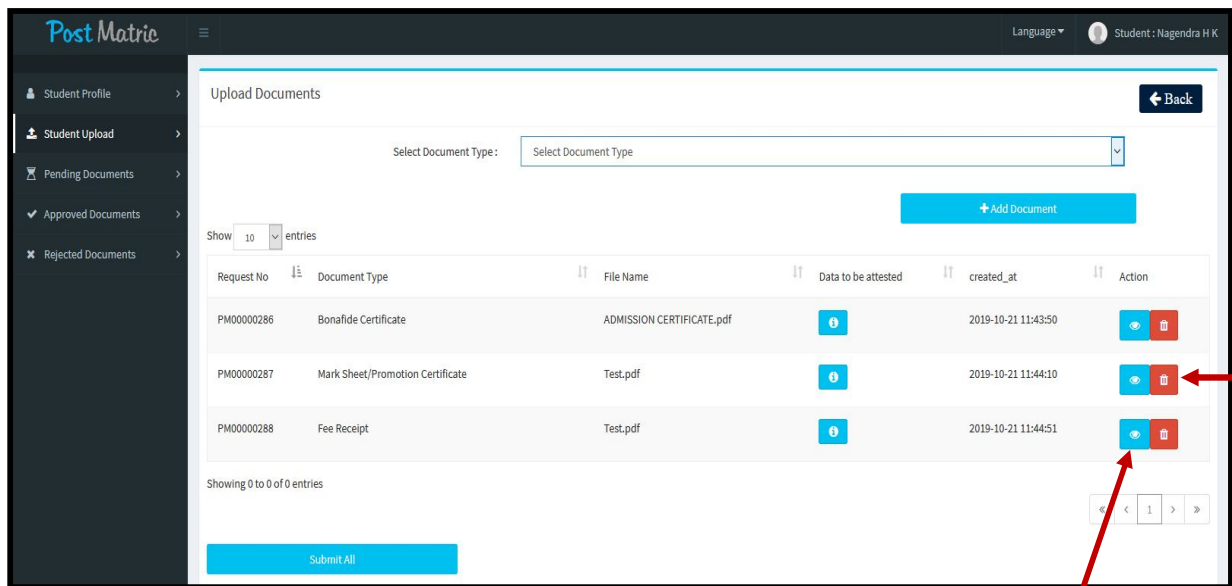 Post Matric
Language
Student : Nagendra H K
Student Profile
Student Upload
Pending Documents
Approved Documents
Rejected Documents
Upload Documents
Back
Select Document Type :
Select Document Type
Add Document
Show 10 entries
Request No Document Type File Name Data to be attested created_at Action
PM00000286 Bonafide Certificate ADMISSION CERTIFICATE.pdf 2019-10-21 11:43:50
PM00000287 Mark Sheet/Promotion Certificate Test.pdf 2019-10-21 11:44:10
PM00000288 Fee Receipt Test.pdf 2019-10-21 11:44:51
Showing 0 to 0 of 0 entries
« < 1 > »
Submit All